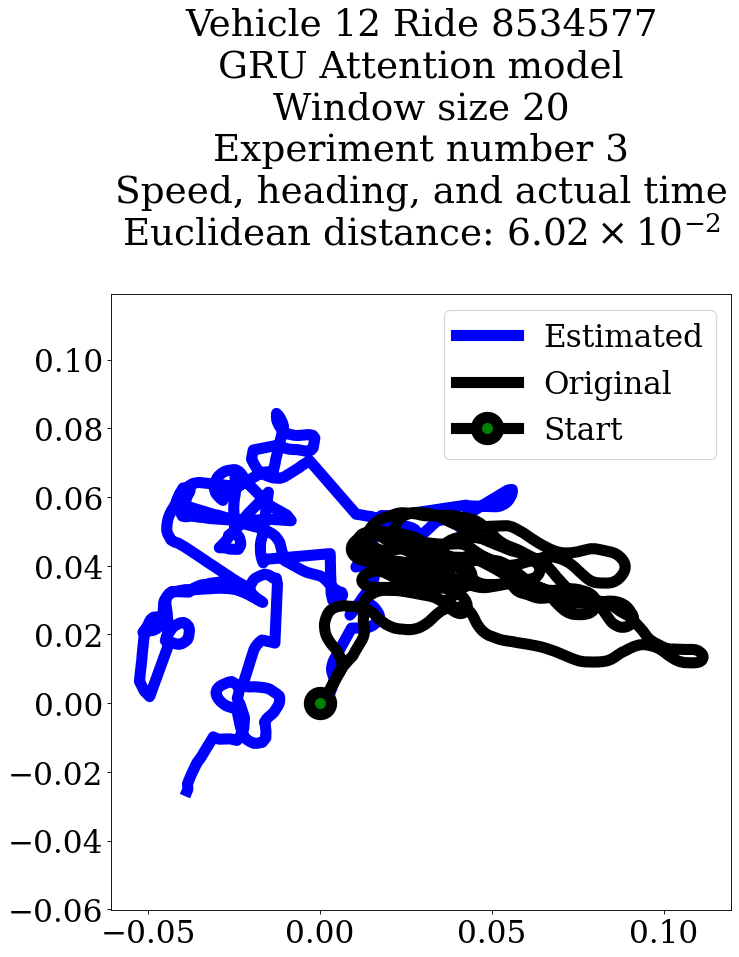 Vehicle 12 Ride 8534577
GRU Attention model
Window size 20
Experiment number 3
Speed, heading, and actual time
Euclidean distance: 6.02 × 10⁻²
Estimated
Original
Start
0.10
0.08
0.06
0.04
0.02
0.00
−0.02
−0.04
−0.06
−0.05 0.00 0.05 0.10